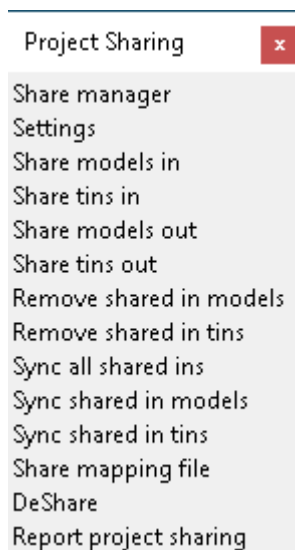 Project Sharing
x
Share manager
Settings
Share models in
Share tins in
Share models out
Share tins out
Remove shared in models
Remove shared in tins
Sync all shared ins
Sync shared in models
Sync shared in tins
Share mapping file
DeShare
Report project sharing